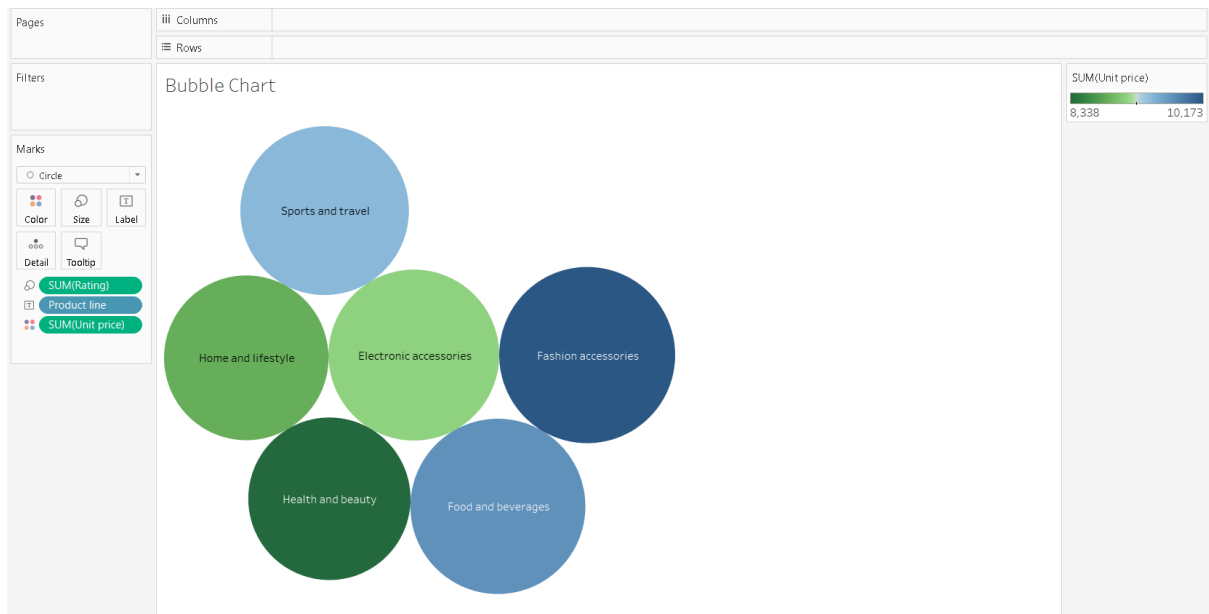 Pages
Columns
Rows
Filters
Marks
Circle
Color
Size
Label
Detail
Tooltip
SUM(Rating)
Product line
SUM(Unit price)
Bubble Chart
Sports and travel
Home and lifestyle
Electronic accessories
Fashion accessories
Health and beauty
Food and beverages
SUM(Unit price)
8,338
10,173